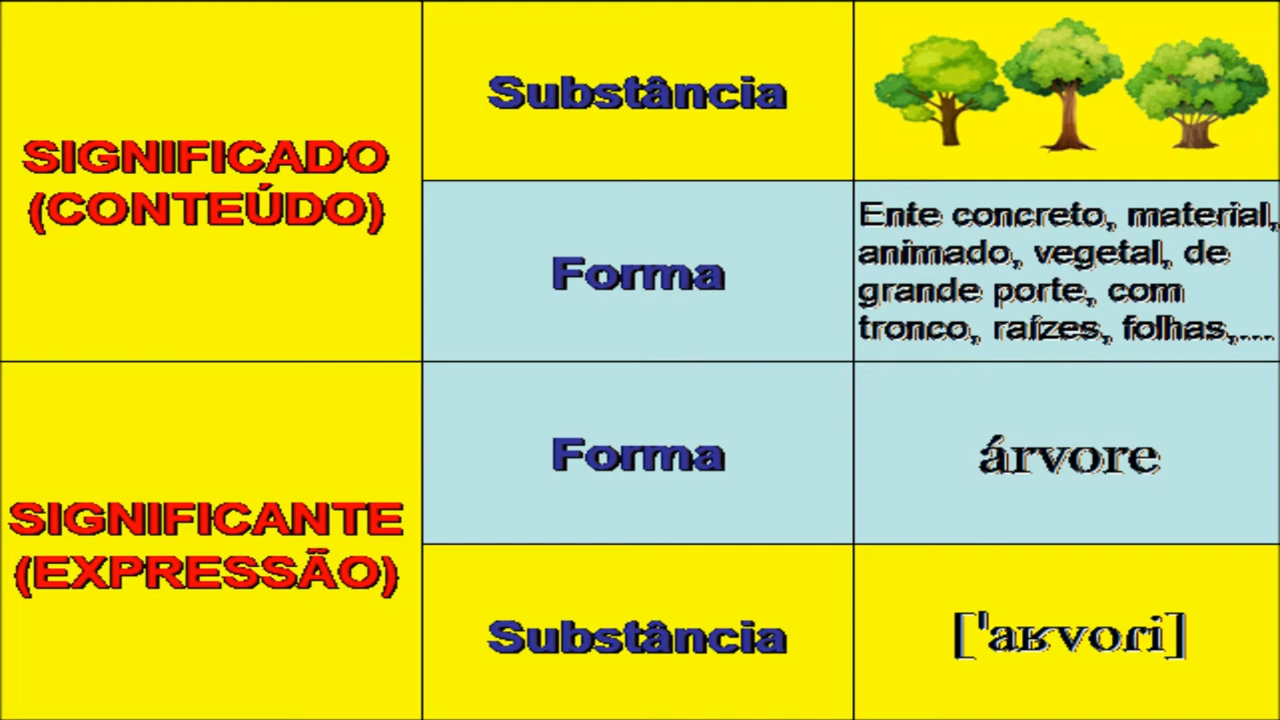 SIGNIFICADO
(CONTEÚDO)
Substância
Forma
Ente concreto, material,
animado, vegetal, de
grande porte, com
tronco, raízes, folhas,...
SIGNIFICANTE
(EXPRESSÃO)
Forma
árvore
Substância
[ˈaʁvoɾi]